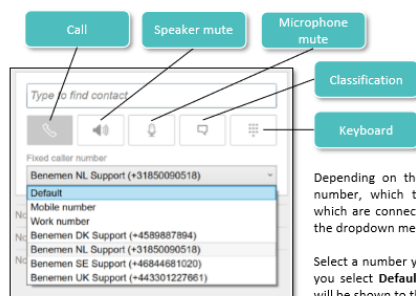 Call
Speaker mute
Microphone
mute
Classification
Keyboard
Type to find contact
Fixed caller number
Benemen NL Support (+31850090518)
Default
Mobile number
Work number
Benemen DK Support (+4589887894)
Benemen NL Support (+31850090518)
Benemen SE Support (+46844681020)
Benemen UK Support (+443301227661)
No
No
No
Depending on th
number, which t
which are connec
the dropdown me
Select a number y
you select Defaul
will be shown to th